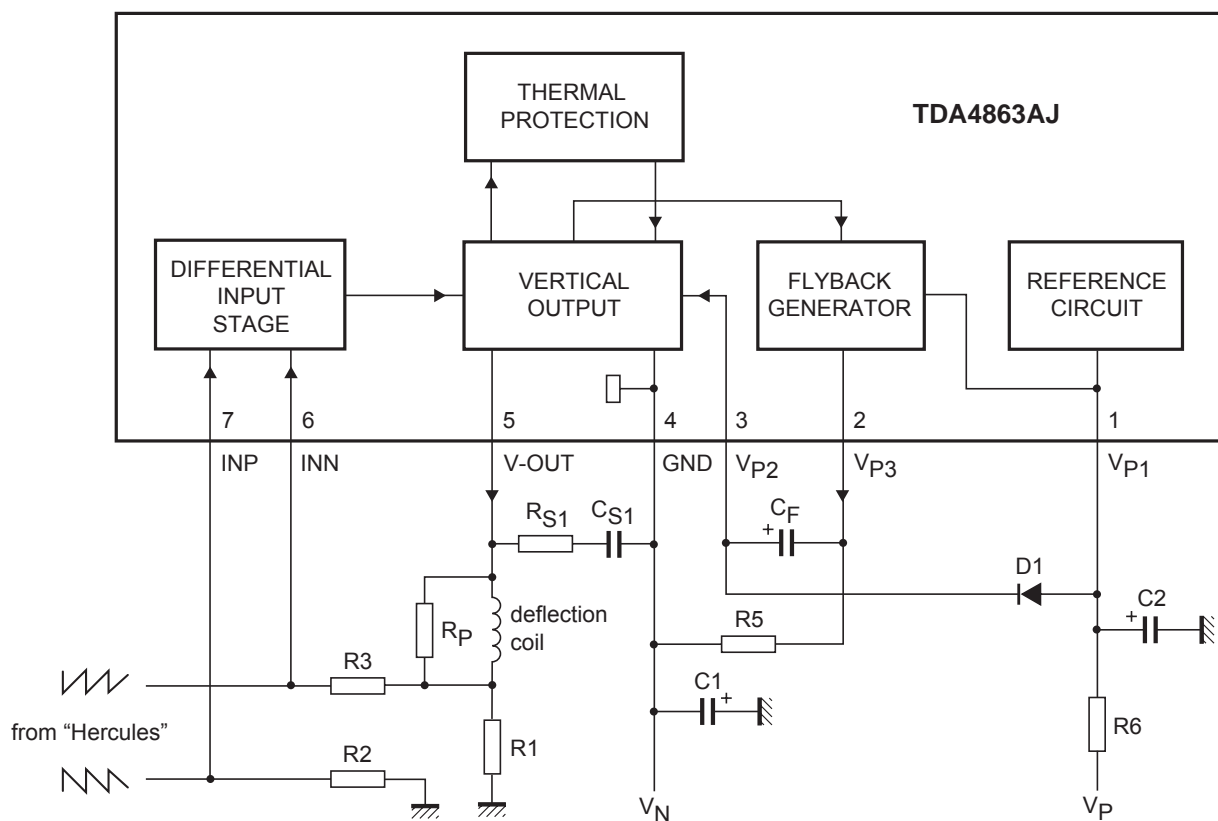 THERMAL
PROTECTION
TDA4863AJ
DIFFERENTIAL
INPUT
STAGE
VERTICAL
OUTPUT
FLYBACK
GENERATOR
REFERENCE
CIRCUIT
7 6 5 4 3 2 1
INP INN V-OUT GND VP2 VP3 VP1
RS1 CS1 + CF
D1
RP deflection
coil
R5 + C2
R3
C1 +
from “Hercules”
R1 R6
R2
VN VP